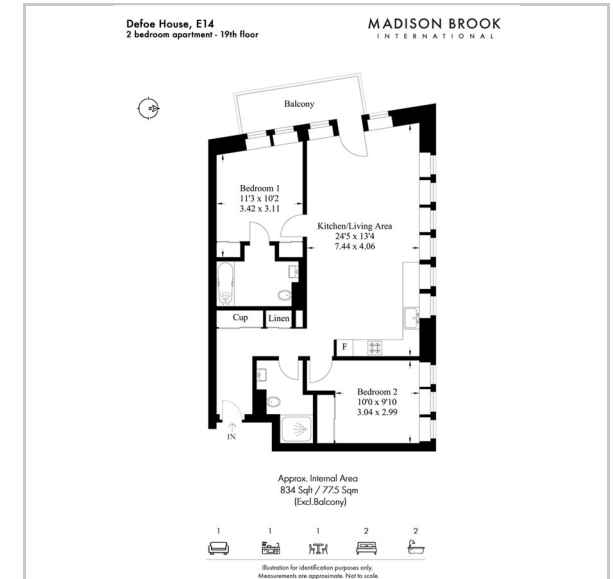 Defoe House, E14
2 bedroom apartment - 19th floor
MADISON BROOK
INTERNATIONAL
Balcony
Bedroom 1
11'3 x 10'2
3.42 x 3.11
Kitchen/Living Area
24'5 x 13'4
7.44 x 4.06
Cup
Linen
F
Bedroom 2
10'0 x 9'10
3.04 x 2.99
IN
Approx. Internal Area
834 Sqft / 77.5 Sqm
(Excl.Balcony)
1 1 1 2 2
Illustration for identification purposes only.
Measurements are approximate. Not to scale.